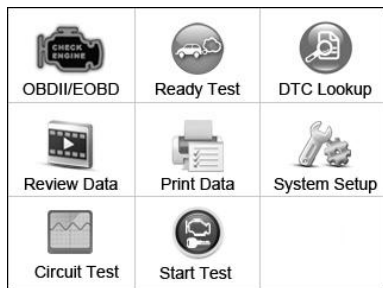 CHECK
ENGINE
OBDII/EOBD
Ready Test
DTC Lookup
Review Data
Print Data
System Setup
Circuit Test
Start Test